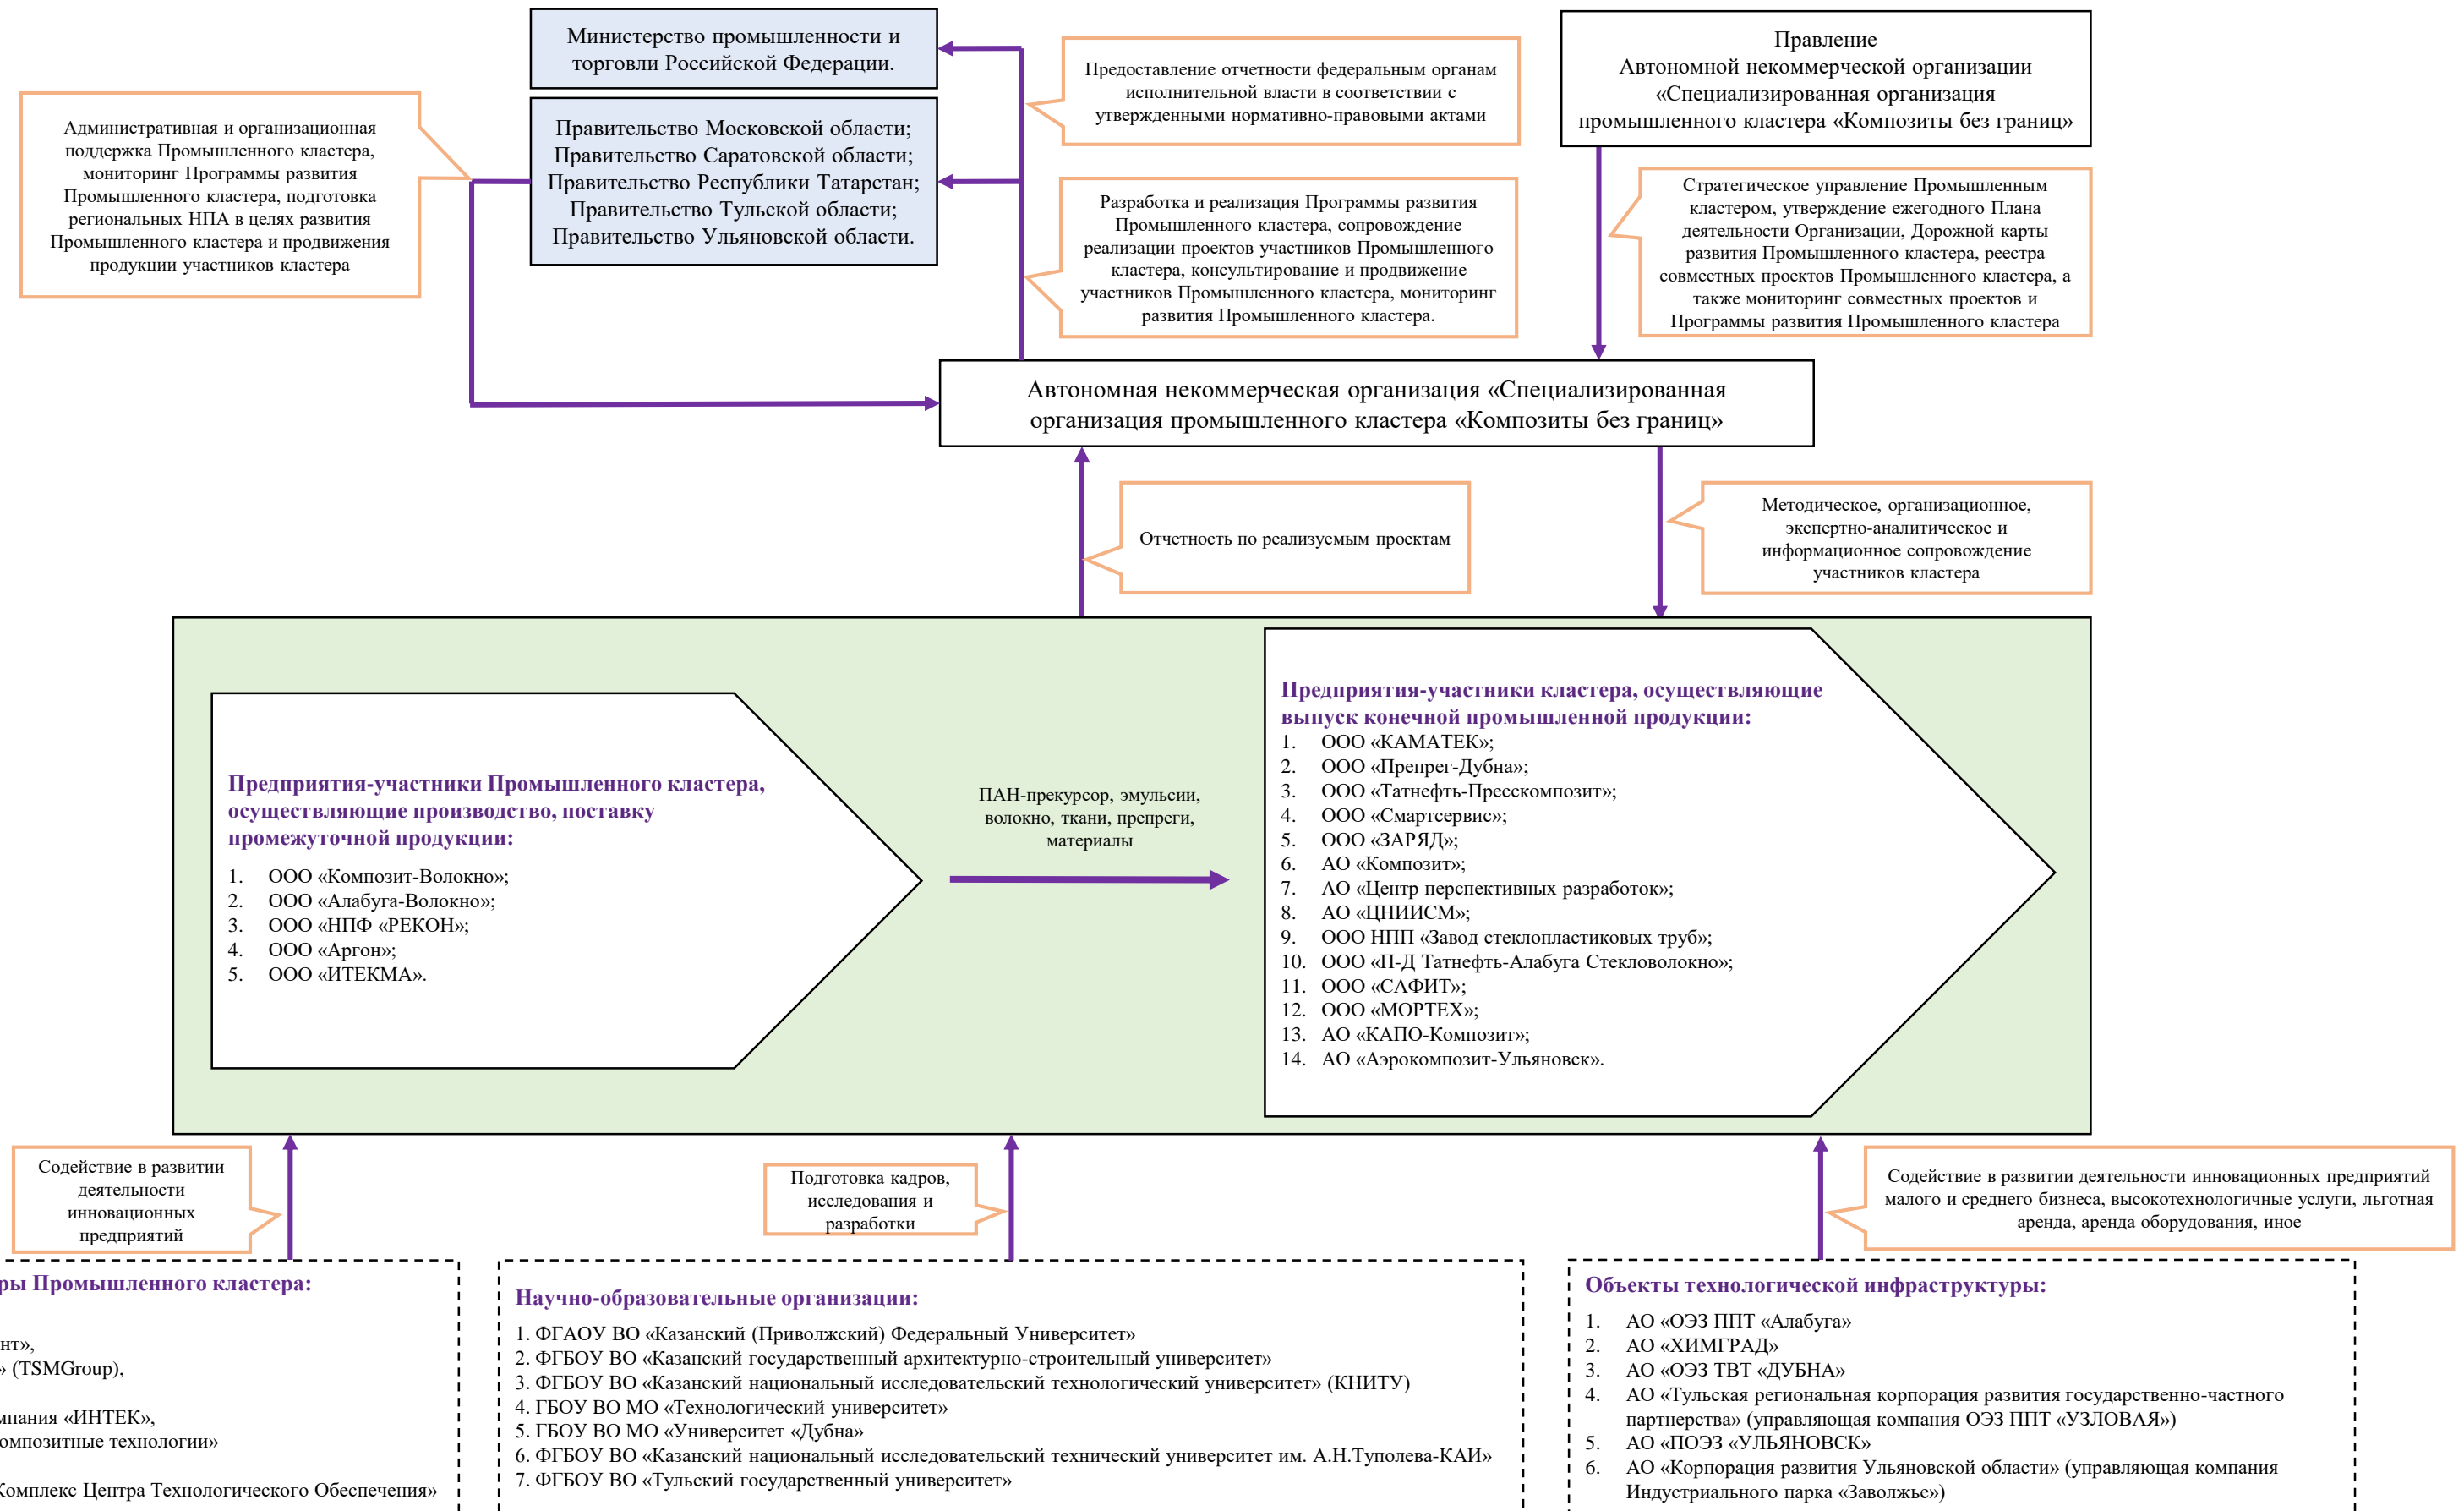 Министерство промышленности и
торговли Российской Федерации.
Правительство Московской области;
Правительство Саратовской области;
Правительство Республики Татарстан;
Правительство Тульской области;
Правительство Ульяновской области.
Административная и организационная
поддержка Промышленного кластера,
мониторинг Программы развития
Промышленного кластера, подготовка
региональных НПА в целях развития
Промышленного кластера и продвижения
продукции участников кластера
Предоставление отчетности федеральным органам
исполнительной власти в соответствии с
утвержденными нормативно-правовыми актами
Разработка и реализация Программы развития
Промышленного кластера, сопровождение
реализации проектов участников Промышленного
кластера, консультирование и продвижение
участников Промышленного кластера, мониторинг
развития Промышленного кластера.
Правление
Автономной некоммерческой организации
«Специализированная организация
промышленного кластера «Композиты без границ»
Стратегическое управление Промышленным
кластером, утверждение ежегодного Плана
деятельности Организации, Дорожной карты
развития Промышленного кластера, реестра
совместных проектов Промышленного кластера, а
также мониторинг совместных проектов и
Программы развития Промышленного кластера
Автономная некоммерческая организация «Специализированная
организация промышленного кластера «Композиты без границ»
Отчетность по реализуемым проектам
Методическое, организационное,
экспертно-аналитическое и
информационное сопровождение
участников кластера
Предприятия-участники Промышленного кластера,
осуществляющие производство, поставку
промежуточной продукции:
1. ООО «Композит-Волокно»;
2. ООО «Алабуга-Волокно»;
3. ООО «НПФ «РЕКОН»;
4. ООО «Аргон»;
5. ООО «ИТЕКМА».
ПАН-прекурсор, эмульсии,
волокно, ткани, препреги,
материалы
Предприятия-участники кластера, осуществляющие
выпуск конечной промышленной продукции:
1. ООО «КАМАТЕК»;
2. ООО «Препрег-Дубна»;
3. ООО «Татнефть-Пресскомпозит»;
4. ООО «Смартсервис»;
5. ООО «ЗАРЯД»;
6. АО «Композит»;
7. АО «Центр перспективных разработок»;
8. АО «ЦНИИСМ»;
9. ООО НПП «Завод стеклопластиковых труб»;
10. ООО «П-Д Татнефть-Алабуга Стекловолокно»;
11. ООО «САФИТ»;
12. ООО «МОРТЕХ»;
13. АО «КАПО-Композит»;
14. АО «Аэрокомпозит-Ульяновск».
Содействие в развитии
деятельности
инновационных
предприятий
Подготовка кадров,
исследования и
разработки
Содействие в развитии деятельности инновационных предприятий
малого и среднего бизнеса, высокотехнологичные услуги, льготная
аренда, аренда оборудования, иное
ры Промышленного кластера:
нт»,
» (TSMGroup),
мпания «ИНТЕК»,
омпозитные технологии»
Комплекс Центра Технологического Обеспечения»
Научно-образовательные организации:
1. ФГАОУ ВО «Казанский (Приволжский) Федеральный Университет»
2. ФГБОУ ВО «Казанский государственный архитектурно-строительный университет»
3. ФГБОУ ВО «Казанский национальный исследовательский технологический университет» (КНИТУ)
4. ГБОУ ВО МО «Технологический университет»
5. ГБОУ ВО МО «Университет «Дубна»
6. ФГБОУ ВО «Казанский национальный исследовательский технический университет им. А.Н.Туполева-КАИ»
7. ФГБОУ ВО «Тульский государственный университет»
Объекты технологической инфраструктуры:
1. АО «ОЭЗ ППТ «Алабуга»
2. АО «ХИМГРАД»
3. АО «ОЭЗ ТВТ «ДУБНА»
4. АО «Тульская региональная корпорация развития государственно-частного
партнерства» (управляющая компания ОЭЗ ППТ «УЗЛОВАЯ»)
5. АО «ПОЭЗ «УЛЬЯНОВСК»
6. АО «Корпорация развития Ульяновской области» (управляющая компания
Индустриального парка «Заволжье»)